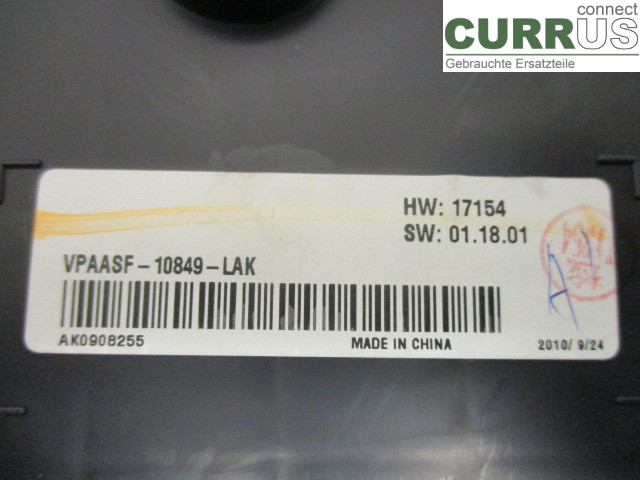 connect
CURRUS
Gebrauchte Ersatzteile
HW: 17154
SW: 01.18.01
VPAASF-10849-LAK
AK0908255
MADE IN CHINA
2010/ 9/24